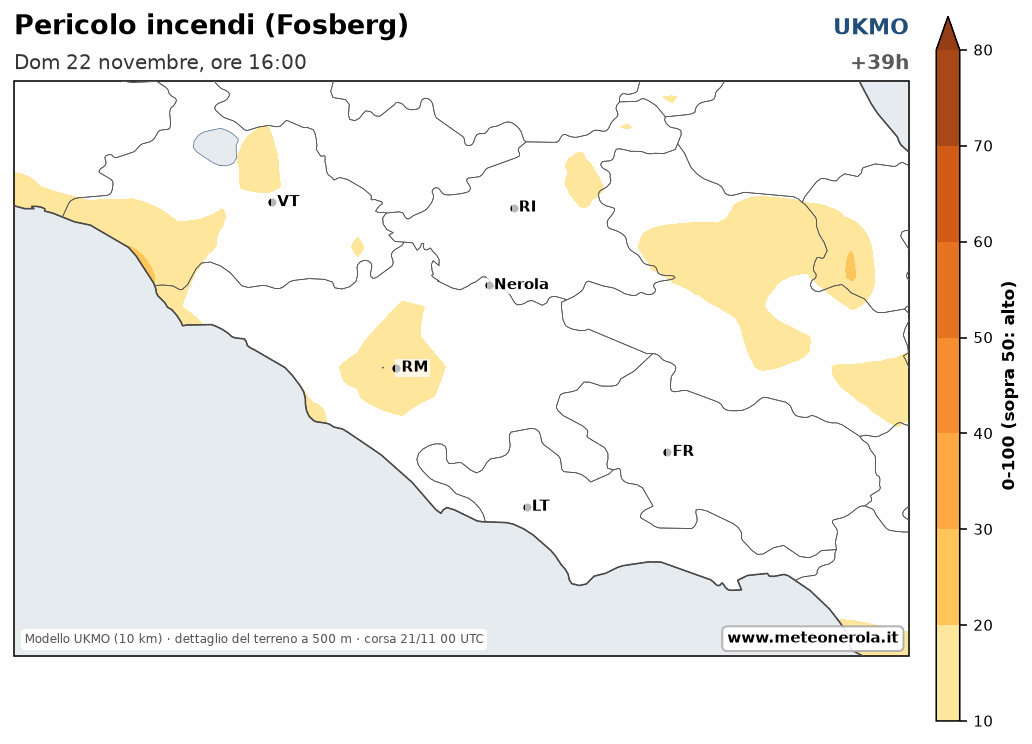 Pericolo incendi (Fosberg)
UKMO
Dom 22 novembre, ore 16:00
+39h
80
70
60
50
40
30
20
10
0-100 (sopra 50: alto)
VT
RI
Nerola
RM
FR
LT
Modello UKMO (10 km) · dettaglio del terreno a 500 m · corsa 21/11 00 UTC
www.meteonerola.it